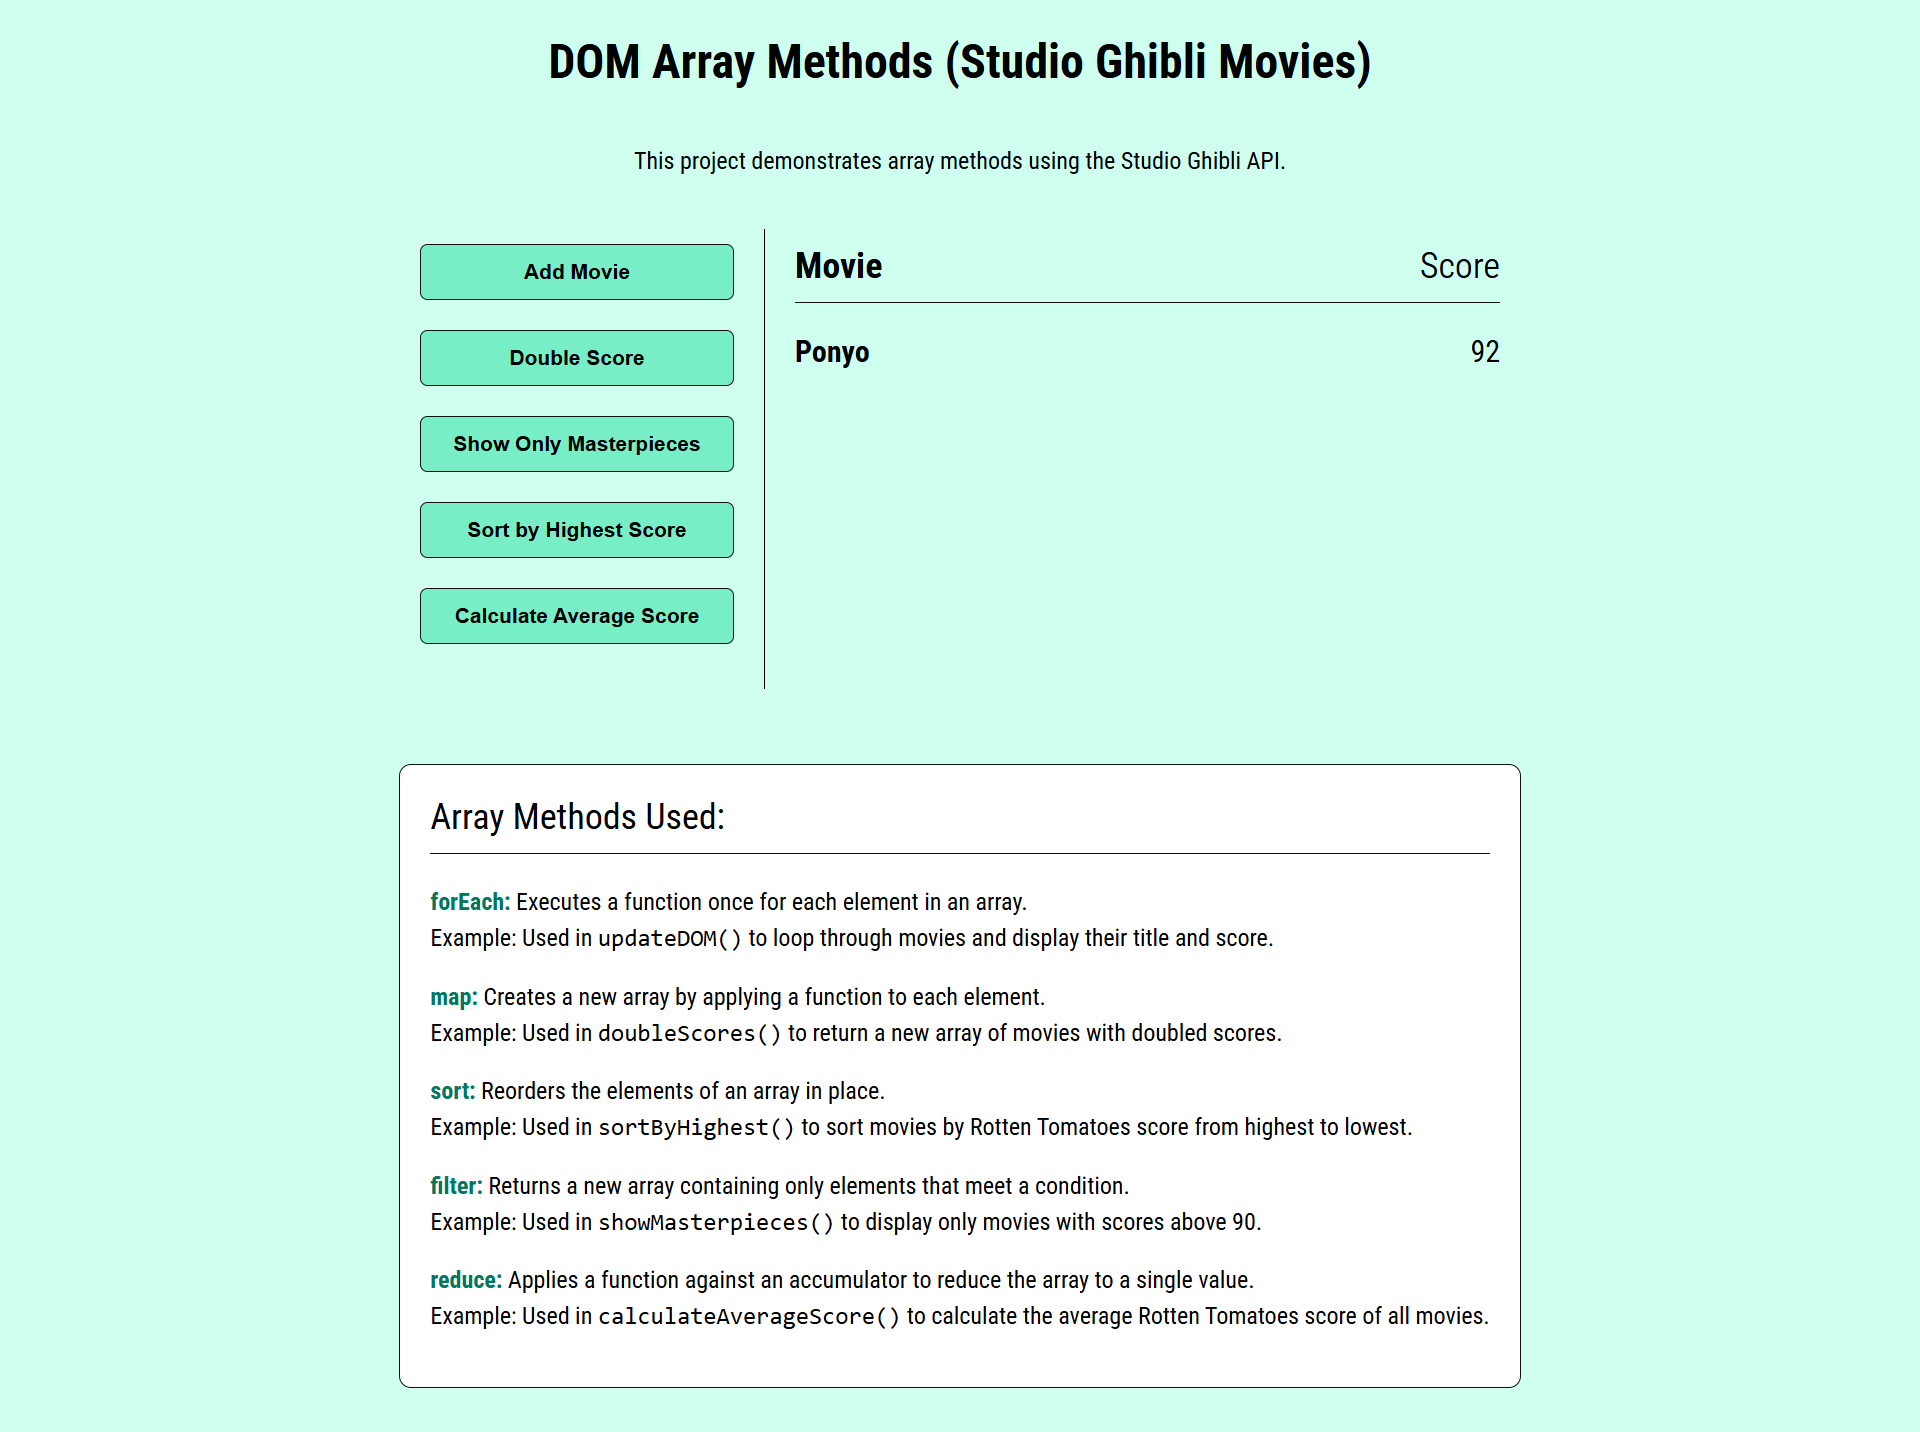 DOM Array Methods (Studio Ghibli Movies)
This project demonstrates array methods using the Studio Ghibli API.
Add Movie
Double Score
Show Only Masterpieces
Sort by Highest Score
Calculate Average Score
Movie Score
Ponyo 92
Array Methods Used:
forEach: Executes a function once for each element in an array.
Example: Used in updateDOM() to loop through movies and display their title and score.
map: Creates a new array by applying a function to each element.
Example: Used in doubleScores() to return a new array of movies with doubled scores.
sort: Reorders the elements of an array in place.
Example: Used in sortByHighest() to sort movies by Rotten Tomatoes score from highest to lowest.
filter: Returns a new array containing only elements that meet a condition.
Example: Used in showMasterpieces() to display only movies with scores above 90.
reduce: Applies a function against an accumulator to reduce the array to a single value.
Example: Used in calculateAverageScore() to calculate the average Rotten Tomatoes score of all movies.